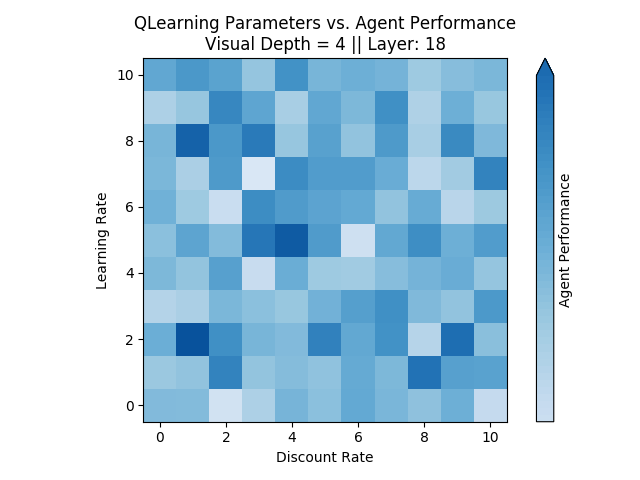 QLearning Parameters vs. Agent Performance
Visual Depth = 4 || Layer: 18
10
8
6
4
2
0
Learning Rate
0 2 4 6 8 10
Discount Rate
Agent Performance